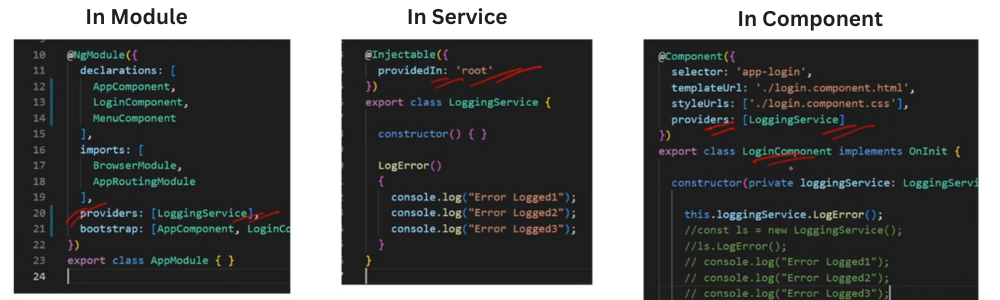 In Module
In Service
In Component
10 @NgModule({
11 declarations: [
12 AppComponent,
13 LoginComponent,
14 MenuComponent
15 ],
16 imports: [
17 BrowserModule,
18 AppRoutingModule
19 ],
20 providers: [LoggingService],
21 bootstrap: [AppComponent, LoginCo
22 })
23 export class AppModule { }
24
@Injectable({
providedIn: 'root'
})
export class LoggingService {
constructor() { }
LogError()
{
console.log("Error Logged1");
console.log("Error Logged2");
console.log("Error Logged3");
}
}
@Component({
selector: 'app-login',
templateUrl: './login.component.html',
styleUrls: ['./login.component.css'],
providers: [LoggingService]
})
export class LoginComponent implements OnInit {
constructor(private loggingService: LoggingServi
this.loggingService.LogError();
//const ls = new LoggingService();
//ls.LogError();
// console.log("Error Logged1");
// console.log("Error Logged2");
// console.log("Error Logged3");